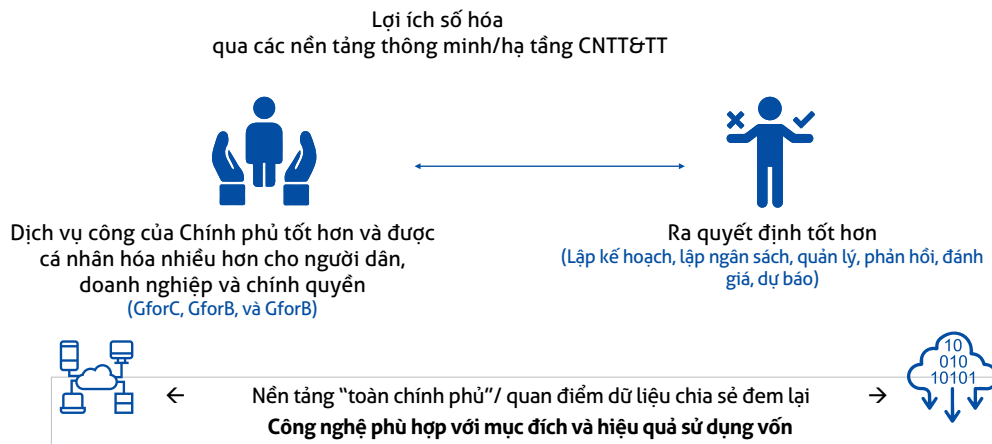 Lợi ích số hóa
qua các nền tảng thông minh/hạ tầng CNTT&TT
Dịch vụ công của Chính phủ tốt hơn và được
cá nhân hóa nhiều hơn cho người dân,
doanh nghiệp và chính quyền
(GforC, GforB, và GforB)
Ra quyết định tốt hơn
(Lập kế hoạch, lập ngân sách, quản lý, phản hồi, đánh
giá, dự báo)
10
010
10101
Nền tảng “toàn chính phủ”/ quan điểm dữ liệu chia sẻ đem lại
Công nghệ phù hợp với mục đích và hiệu quả sử dụng vốn